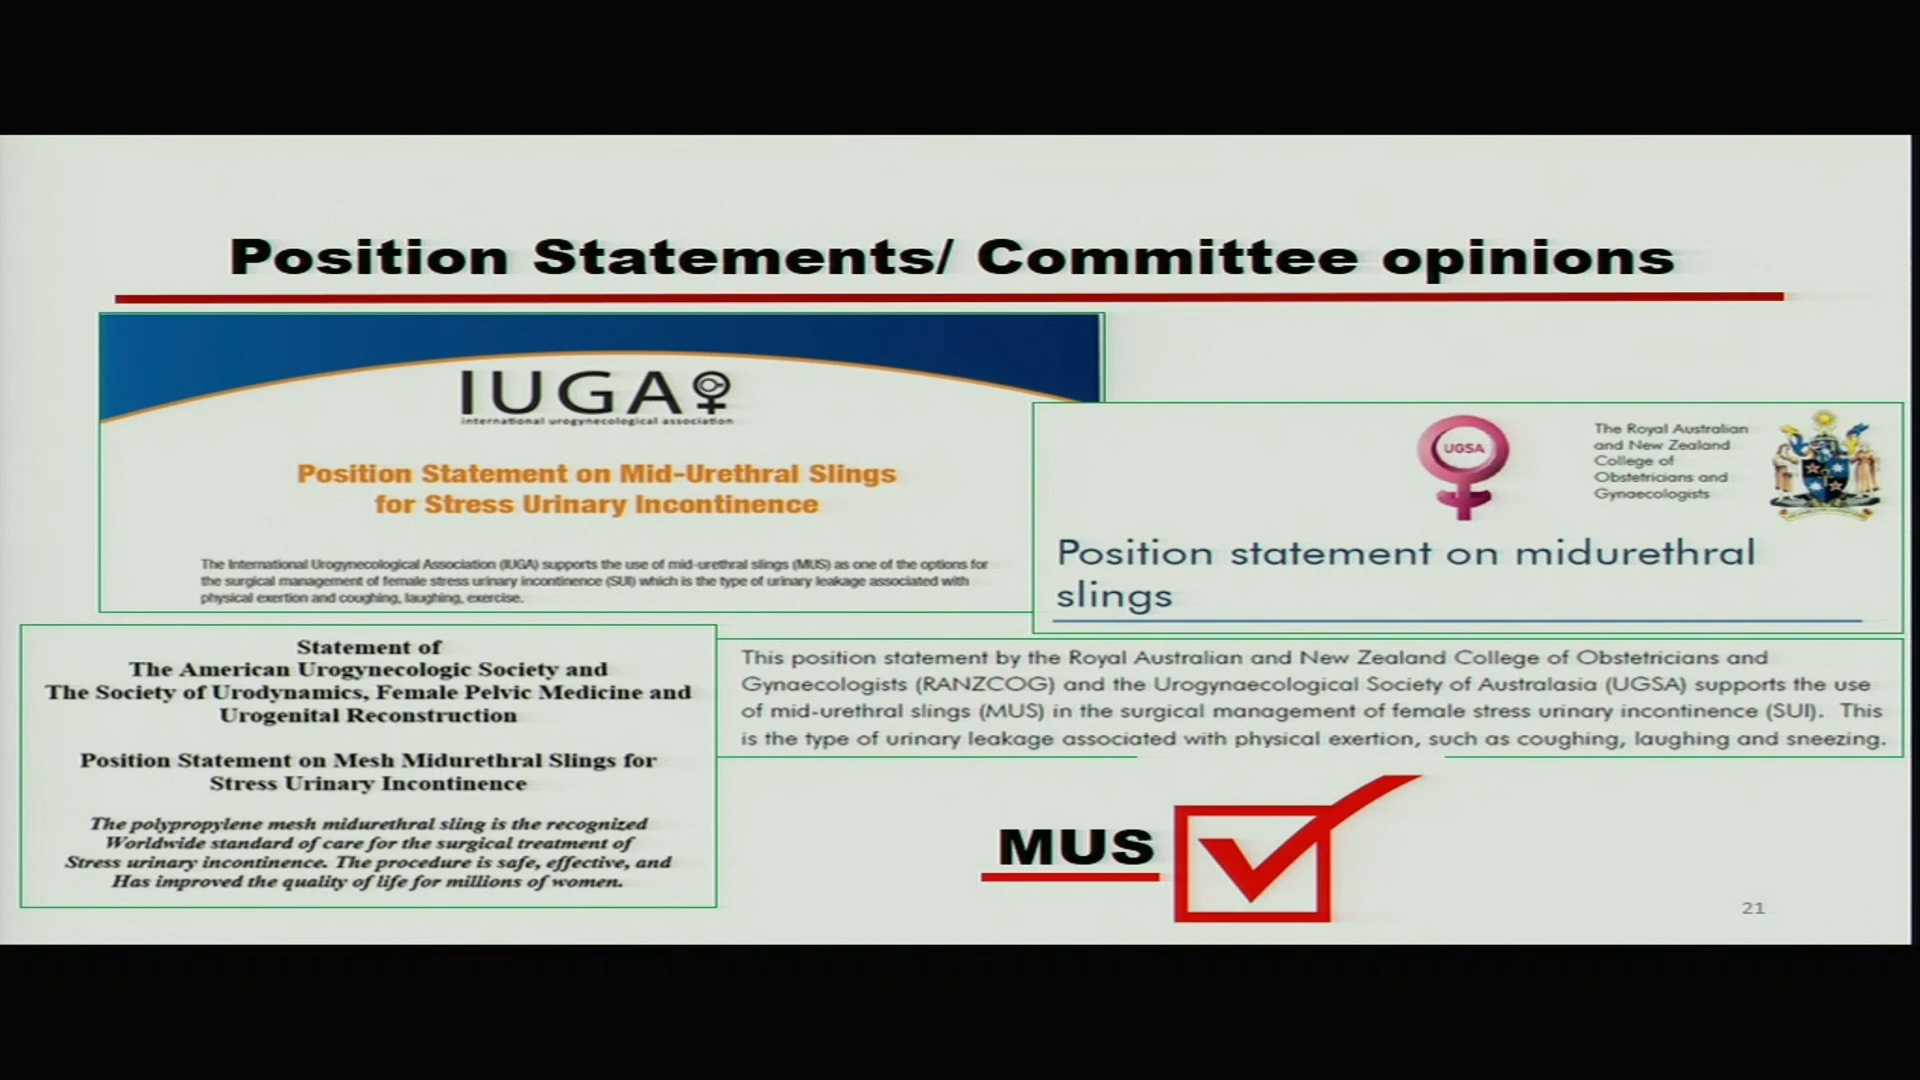 Position Statements/ Committee opinions
IUGA
international urogynecological association
Position Statement on Mid-Urethral Slings
for Stress Urinary Incontinence
The International Urogynecological Association (IUGA) supports the use of mid-urethral slings (MUS) as one of the options for
the surgical management of female stress urinary incontinence (SUI) which is the type of urinary leakage associated with
physical exertion and coughing, laughing, exercise.
UGSA
The Royal Australian
and New Zealand
College of
Obstetricians and
Gynaecologists
Position statement on midurethral
slings
This position statement by the Royal Australian and New Zealand College of Obstetricians and
Gynaecologists (RANZCOG) and the Urogynaecological Society of Australasia (UGSA) supports the use
of mid-urethral slings (MUS) in the surgical management of female stress urinary incontinence (SUI). This
is the type of urinary leakage associated with physical exertion, such as coughing, laughing and sneezing.
Statement of
The American Urogynecologic Society and
The Society of Urodynamics, Female Pelvic Medicine and
Urogenital Reconstruction
Position Statement on Mesh Midurethral Slings for
Stress Urinary Incontinence
The polypropylene mesh midurethral sling is the recognized
Worldwide standard of care for the surgical treatment of
Stress urinary incontinence. The procedure is safe, effective, and
Has improved the quality of life for millions of women.
MUS
21